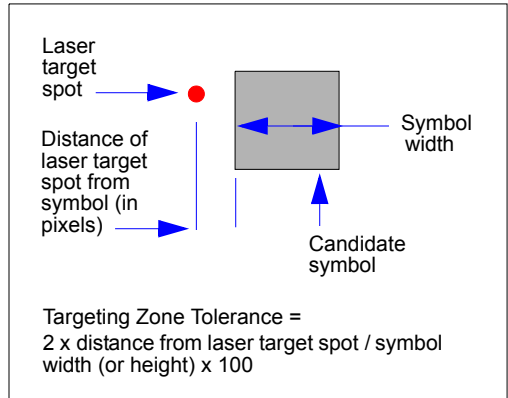 Laser
target
spot
Distance of
laser target
spot from
symbol (in
pixels)
Symbol
width
Candidate
symbol
Targeting Zone Tolerance =
2 x distance from laser target spot / symbol
width (or height) x 100